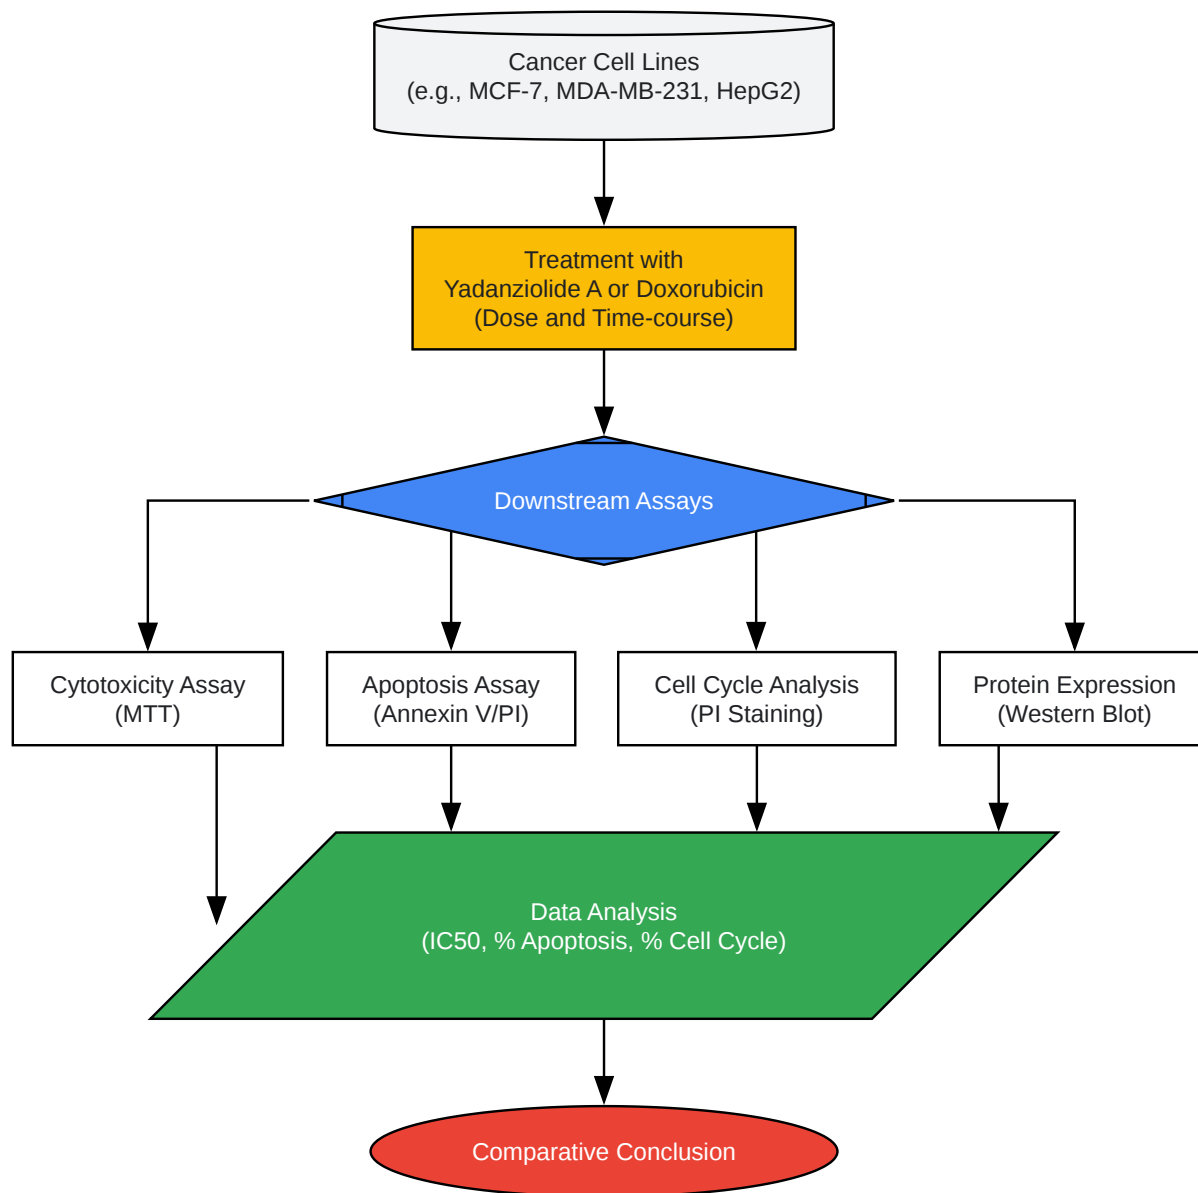 Cancer Cell Lines
(e.g., MCF-7, MDA-MB-231, HepG2)
Treatment with
Yadanziolide A or Doxorubicin
(Dose and Time-course)
Downstream Assays
Cytotoxicity Assay
(MTT)
Apoptosis Assay
(Annexin V/PI)
Cell Cycle Analysis
(PI Staining)
Protein Expression
(Western Blot)
Data Analysis
(IC50, % Apoptosis, % Cell Cycle)
Comparative Conclusion